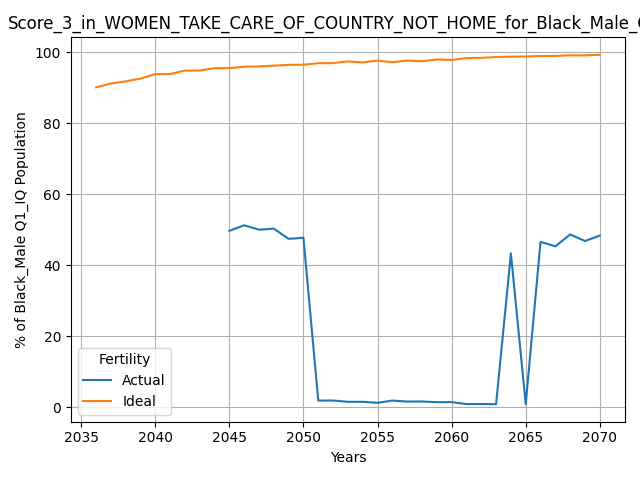 Score_3_in_WOMEN_TAKE_CARE_OF_COUNTRY_NOT_HOME_for_Black_Male_
% of Black_Male Q1_IQ Population
100
80
60
40
20
0
Fertility
Actual
Ideal
2035 2040 2045 2050 2055 2060 2065 2070
Years